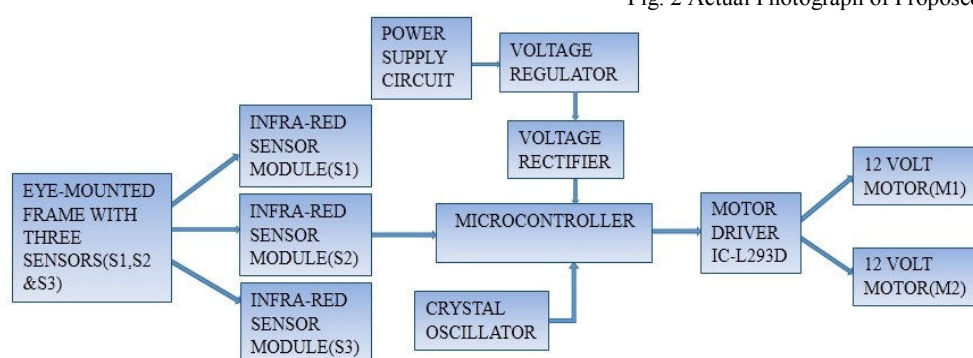 Fig. 2 Actual Photograph of Propose
POWER
SUPPLY
CIRCUIT
VOLTAGE
REGULATOR
INFRA-RED
SENSOR
MODULE(S1)
VOLTAGE
RECTIFIER
12 VOLT
MOTOR(M1)
EYE-MOUNTED
FRAME WITH
THREE
SENSORS(S1,S2
&S3)
INFRA-RED
SENSOR
MODULE(S2)
MICROCONTROLLER
MOTOR
DRIVER
IC-L293D
12 VOLT
MOTOR(M2)
INFRA-RED
SENSOR
MODULE(S3)
CRYSTAL
OSCILLATOR